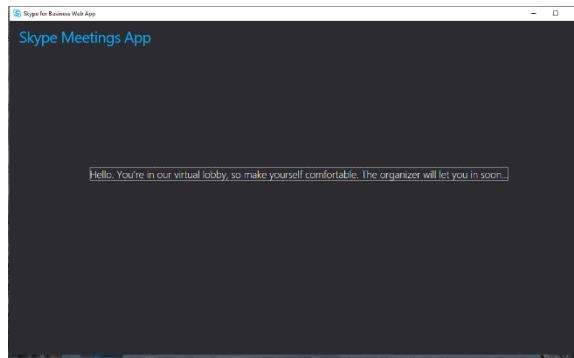 Skype for Business Web App
Skype Meetings App
Hello. You're in our virtual lobby, so make yourself comfortable. The organizer will let you in soon...